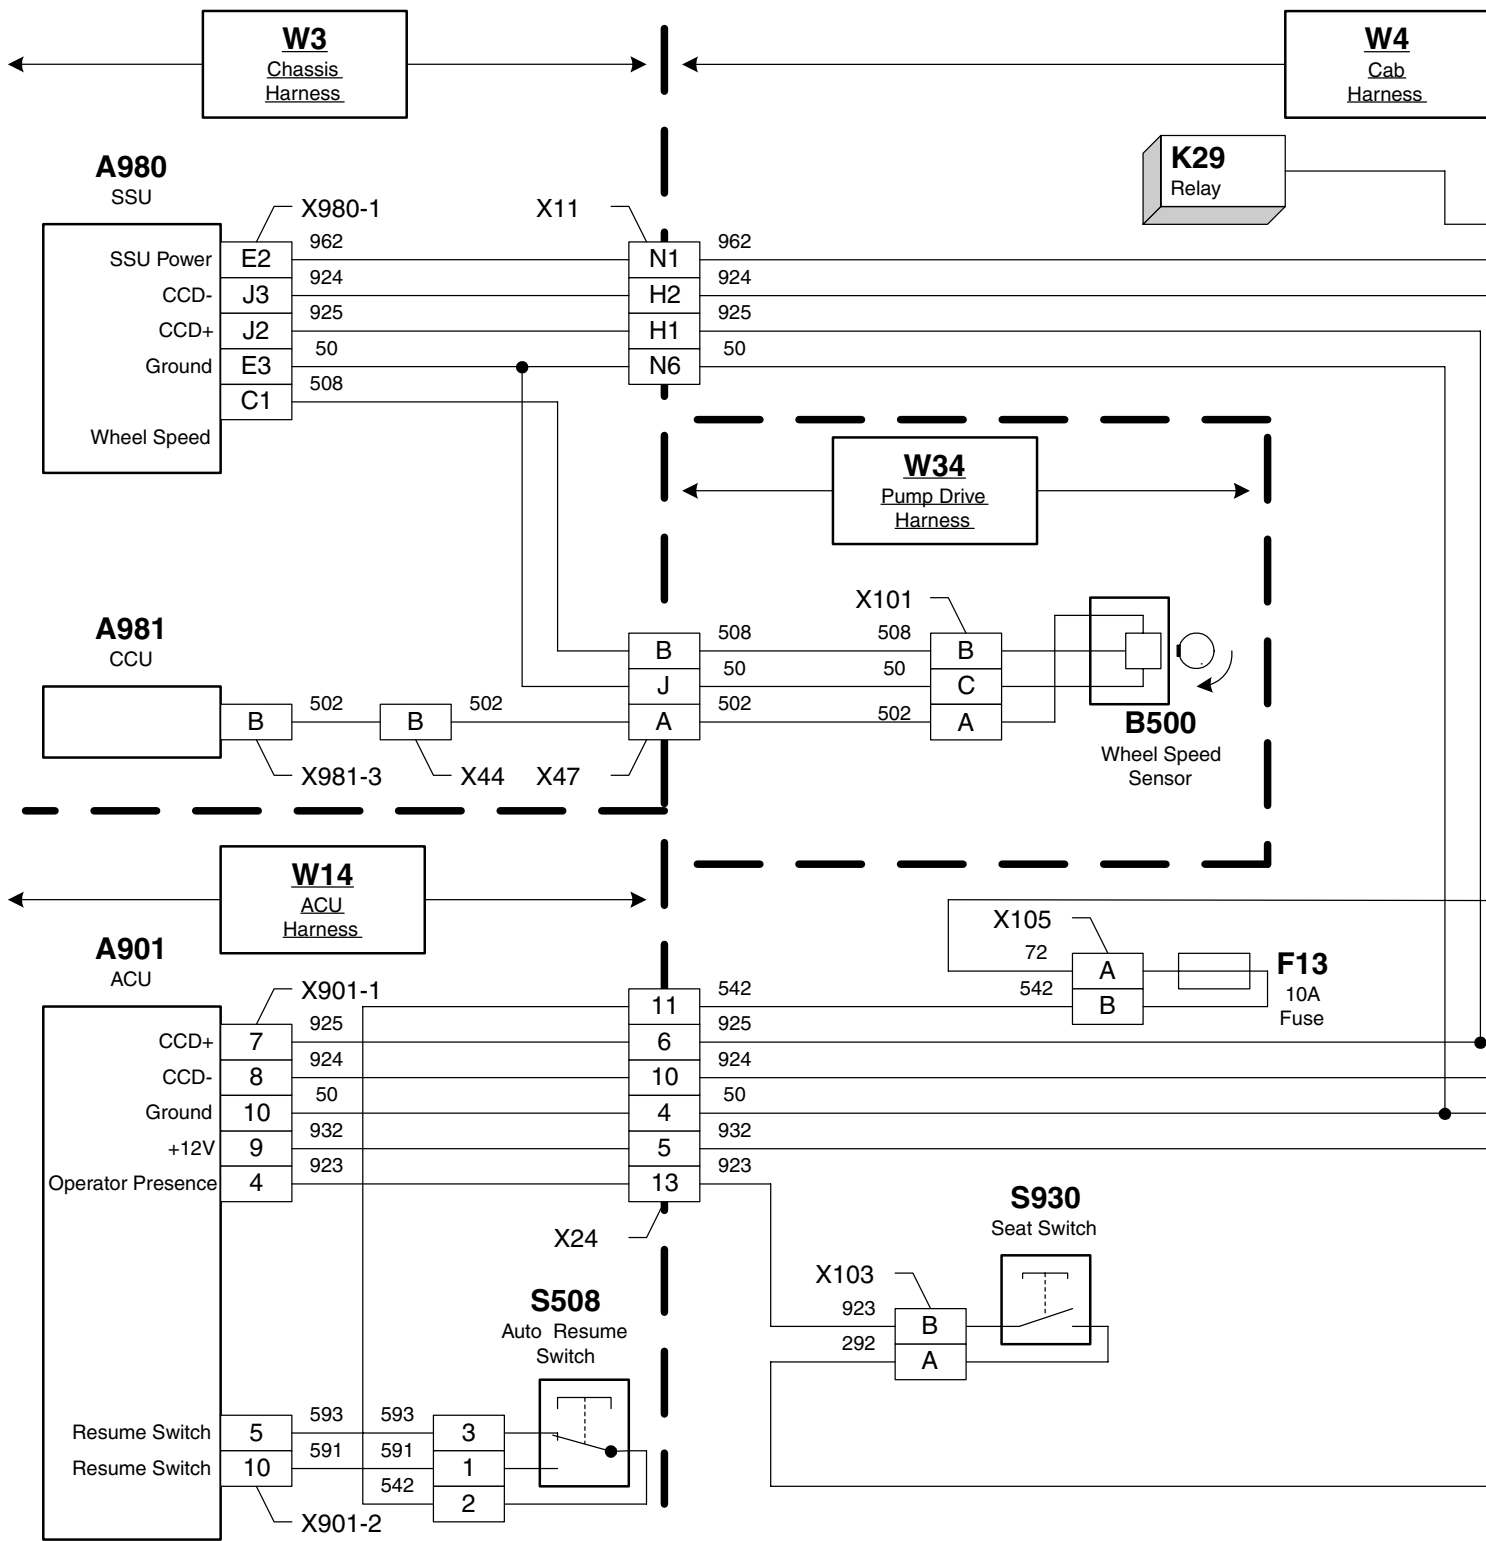 W3
Chassis
Harness
W4
Cab
Harness
K29
Relay
A980
SSU
X980-1
X11
SSU Power E2 962 N1 962
CCD- J3 924 H2 924
CCD+ J2 925 H1 925
Ground E3 50 N6 50
C1 508
Wheel Speed
W34
Pump Drive
Harness
A981
CCU
X101
B 508 508 B
J 50 50 C
B 502 B 502 A 502 502 A
X981-3
X44
X47
B500
Wheel Speed
Sensor
W14
ACU
Harness
A901
ACU
X901-1
X105
72 A
F13
10A
Fuse
11 542 542 B
CCD+ 7 925 6 925
CCD- 8 924 10 924
Ground 10 50 4 50
+12V 9 932 5 932
Operator Presence 4 923 13 923
X24
S930
Seat Switch
X103
923 B
292 A
S508
Auto Resume
Switch
Resume Switch 5 593 593 3
Resume Switch 10 591 591 1
542 2
X901-2